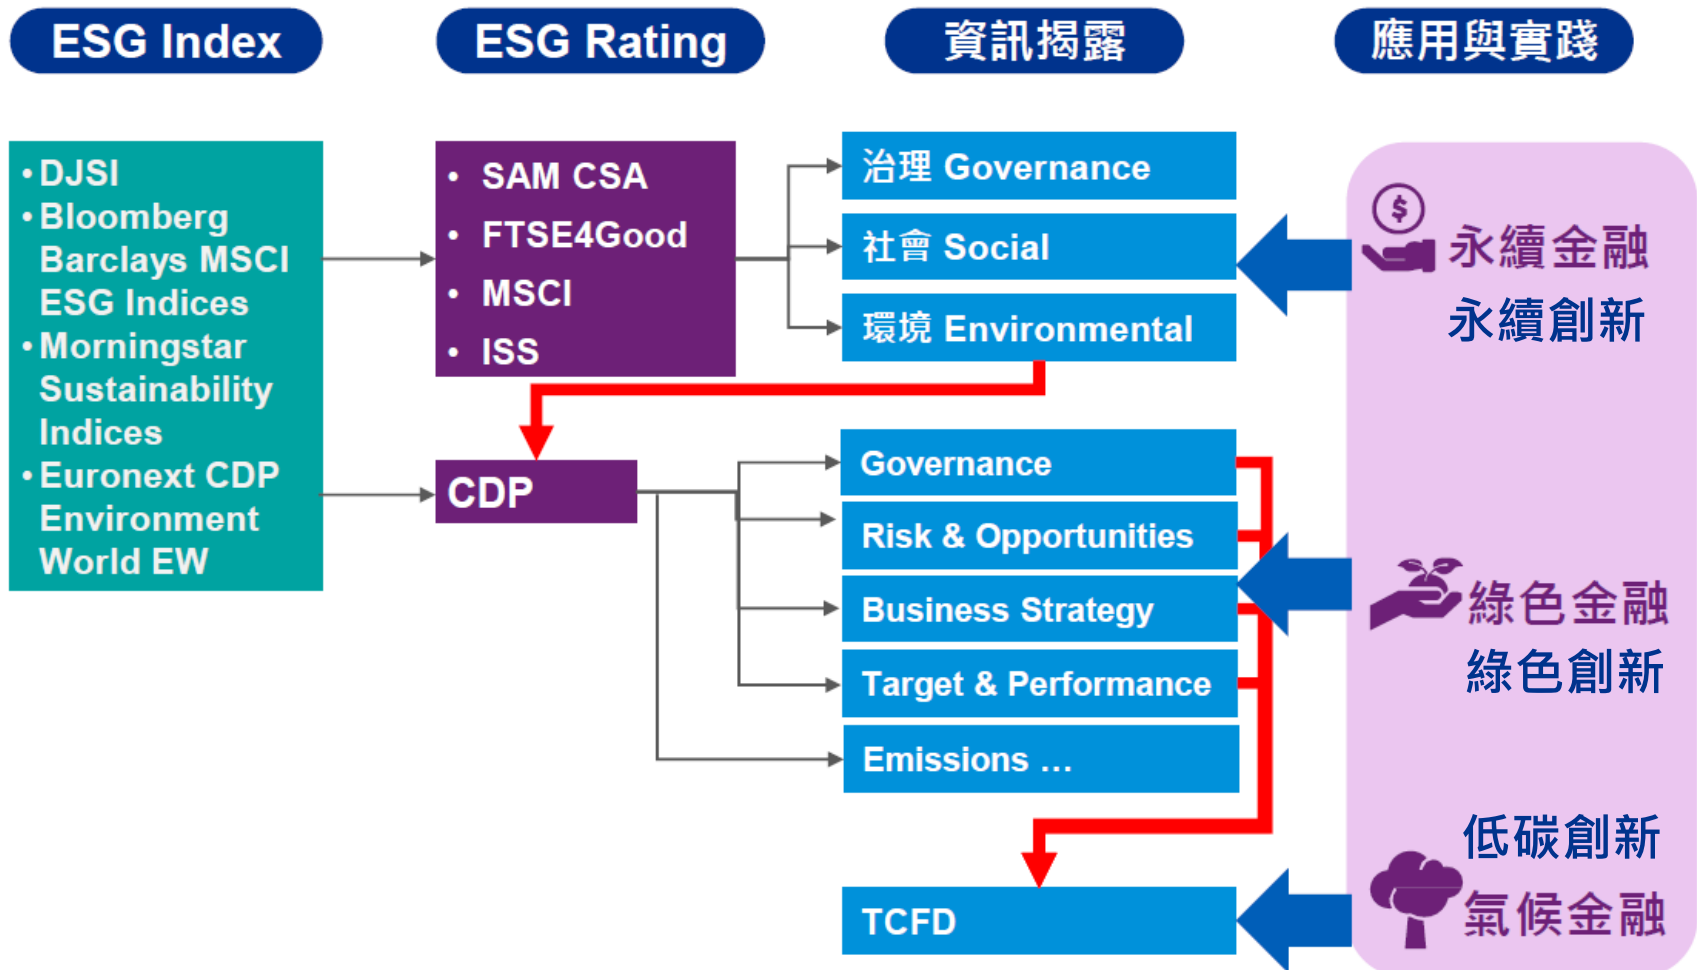 ESG Index
ESG Rating
資訊揭露
應用與實踐
• DJSI
• Bloomberg
Barclays MSCI
ESG Indices
• Morningstar
Sustainability
Indices
• Euronext CDP
Environment
World EW
• SAM CSA
• FTSE4Good
• MSCI
• ISS
CDP
治理 Governance
社會 Social
環境 Environmental
Governance
Risk & Opportunities
Business Strategy
Target & Performance
Emissions ...
TCFD
$
永續金融
永續創新
綠色金融
綠色創新
低碳創新
氣候金融